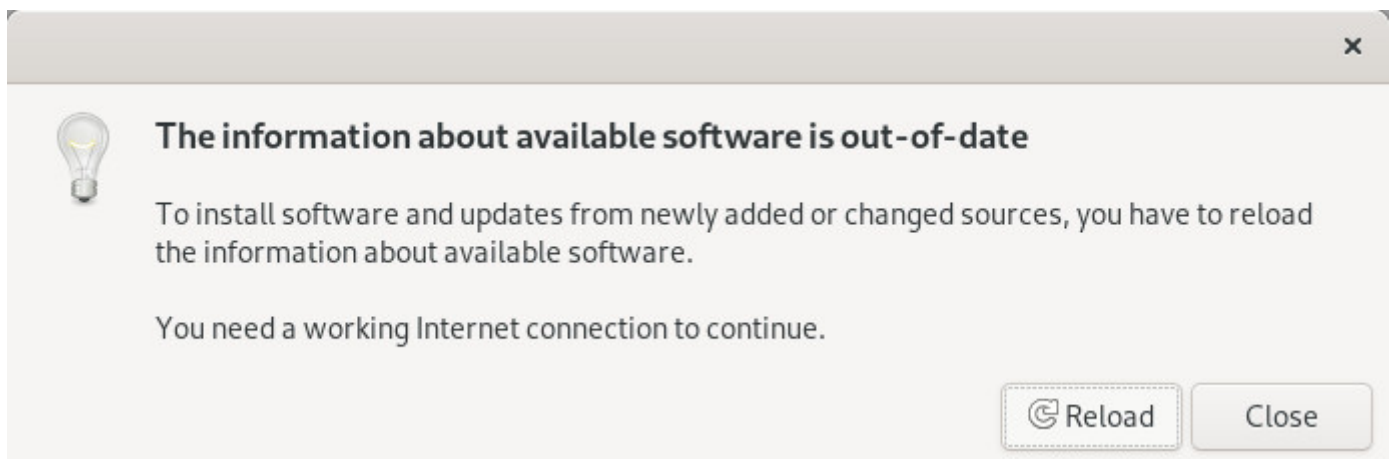 The information about available software is out-of-date
To install software and updates from newly added or changed sources, you have to reload
the information about available software.
You need a working Internet connection to continue.
Reload Close